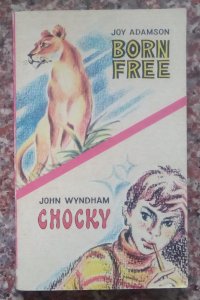 JOY ADAMSON
BORN
FREE
JOHN WYNDHAM
CHOCKY